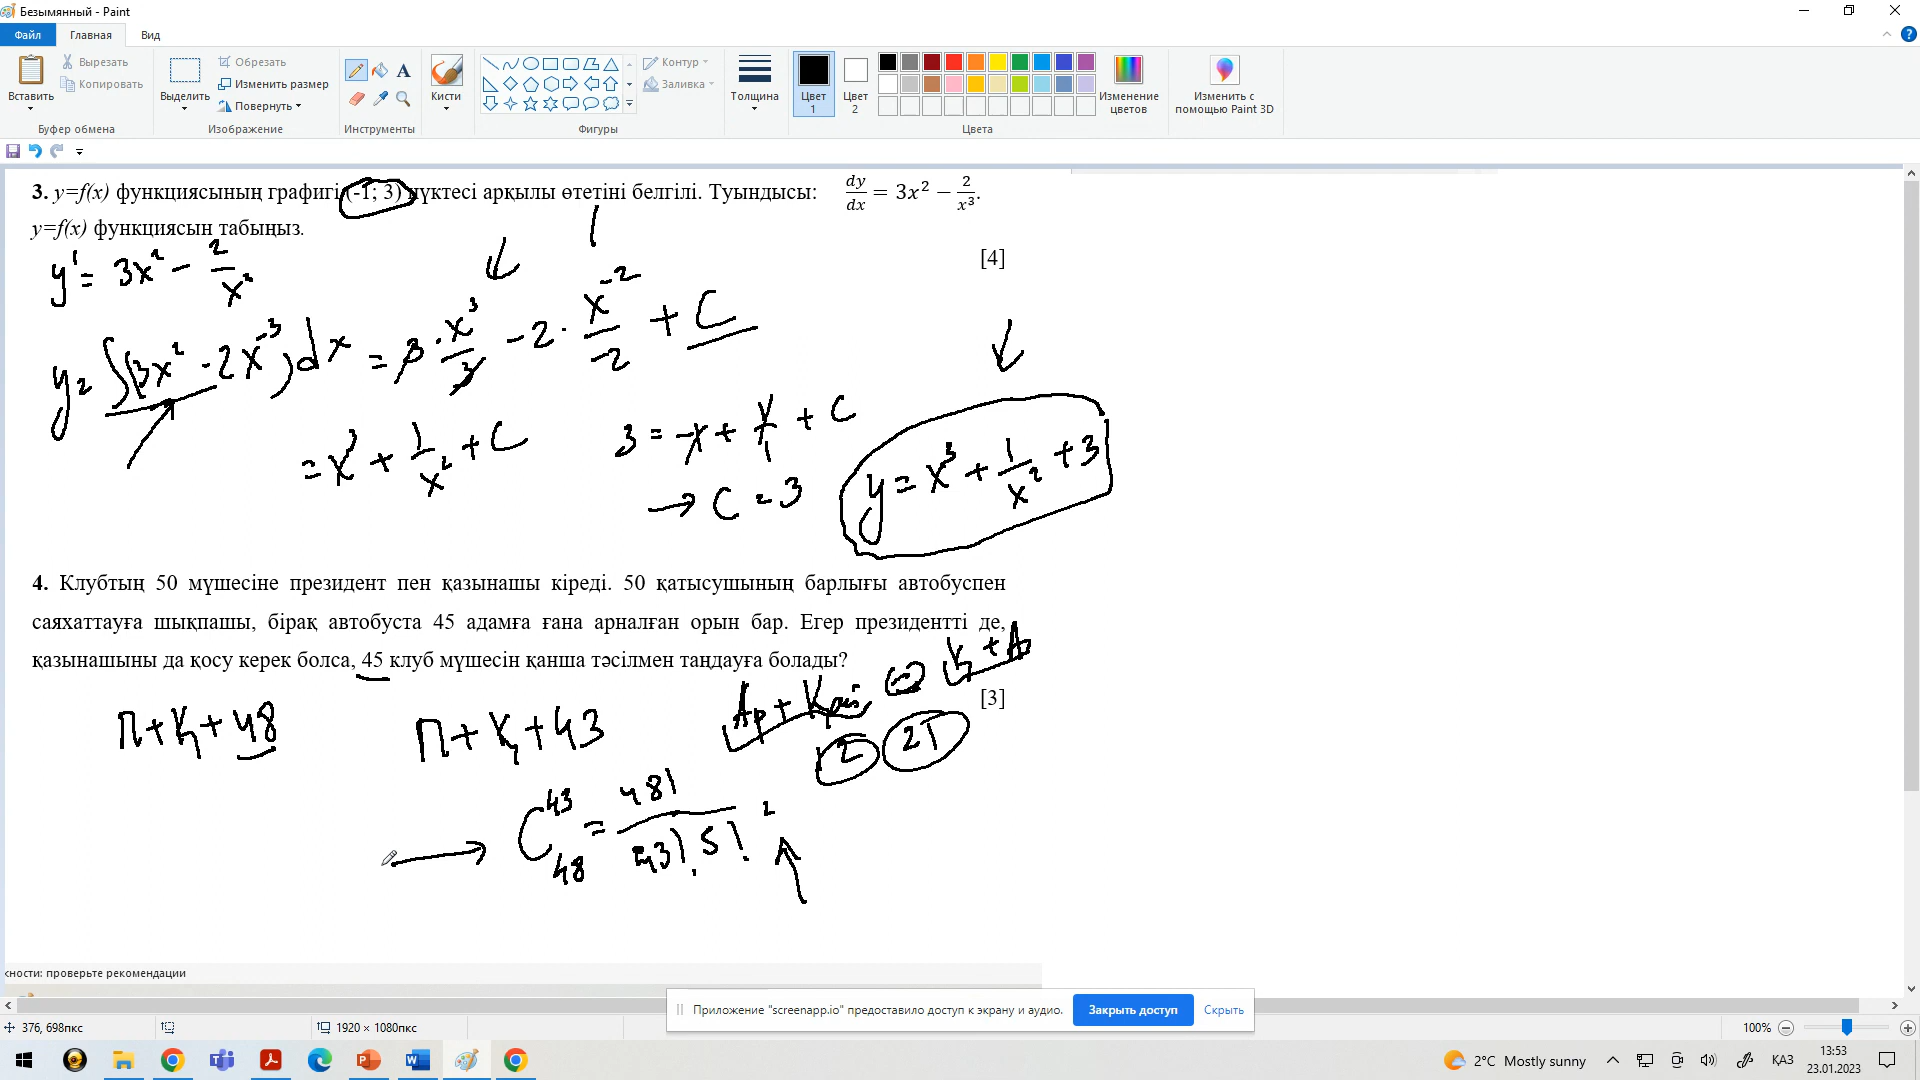 Безымянный - Paint
Файл Главная Вид
Вставить
Вырезать
Копировать
Буфер обмена
Выделить
Обрезать
Изменить размер
Повернуть
Изображение
Инструменты
Кисти
Контур
Заливка
Фигуры
Толщина
Цвет 1
Цвет 2
Изменение цветов
Цвета
Изменить с помощью Paint 3D
3. y=f(x) функциясының графигі (-1; 3) нүктесі арқылы өтетіні белгілі. Туындысы: dy/dx = 3x² − 2/x³.
y=f(x) функциясын табыңыз.
[4]
y' = 3x² − 2/x²
y = ∫(3x² - 2x⁻³)dx = 3 · x³/3 − 2 · x⁻²/-2 + C
= x³ + 1/x² + C
3 = -1 + 1/1 + C
→ C = 3
y = x³ + 1/x² + 3
4. Клубтың 50 мүшесіне президент пен қазынашы кіреді. 50 қатысушының барлығы автобуспен
саяхаттауға шықпашы, бірақ автобуста 45 адамға ғана арналған орын бар. Егер президентті де,
қазынашыны да қосу керек болса, 45 клуб мүшесін қанша тәсілмен таңдауға болады?
[3]
П+Қ+48
П+Қ+43
Қ + А
2 2Т
C₄₈⁴³ = 48!/43!·5! =
жности: проверьте рекомендации
Приложение "screenapp.io" предоставило доступ к экрану и аудио. Закрыть доступ Скрыть
376, 698пкс
1920 × 1080пкс
100%
2°C Mostly sunny
ҚАЗ
13:53
23.01.2023